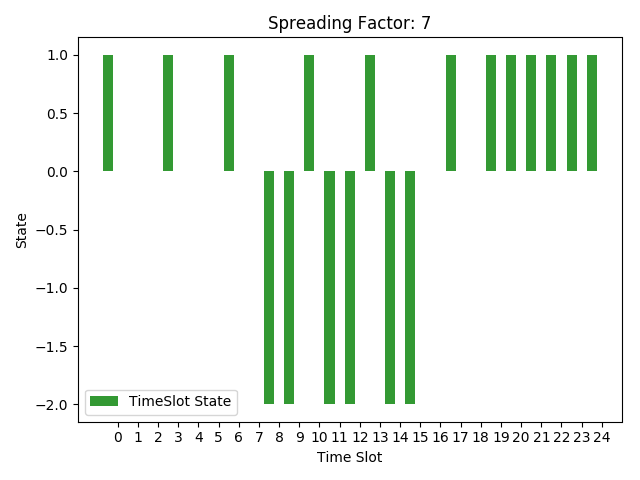 Spreading Factor: 7
1.0
0.5
0.0
−0.5
−1.0
−1.5
−2.0
State
TimeSlot State
0 1 2 3 4 5 6 7 8 9 10 11 12 13 14 15 16 17 18 19 20 21 22 23 24
Time Slot